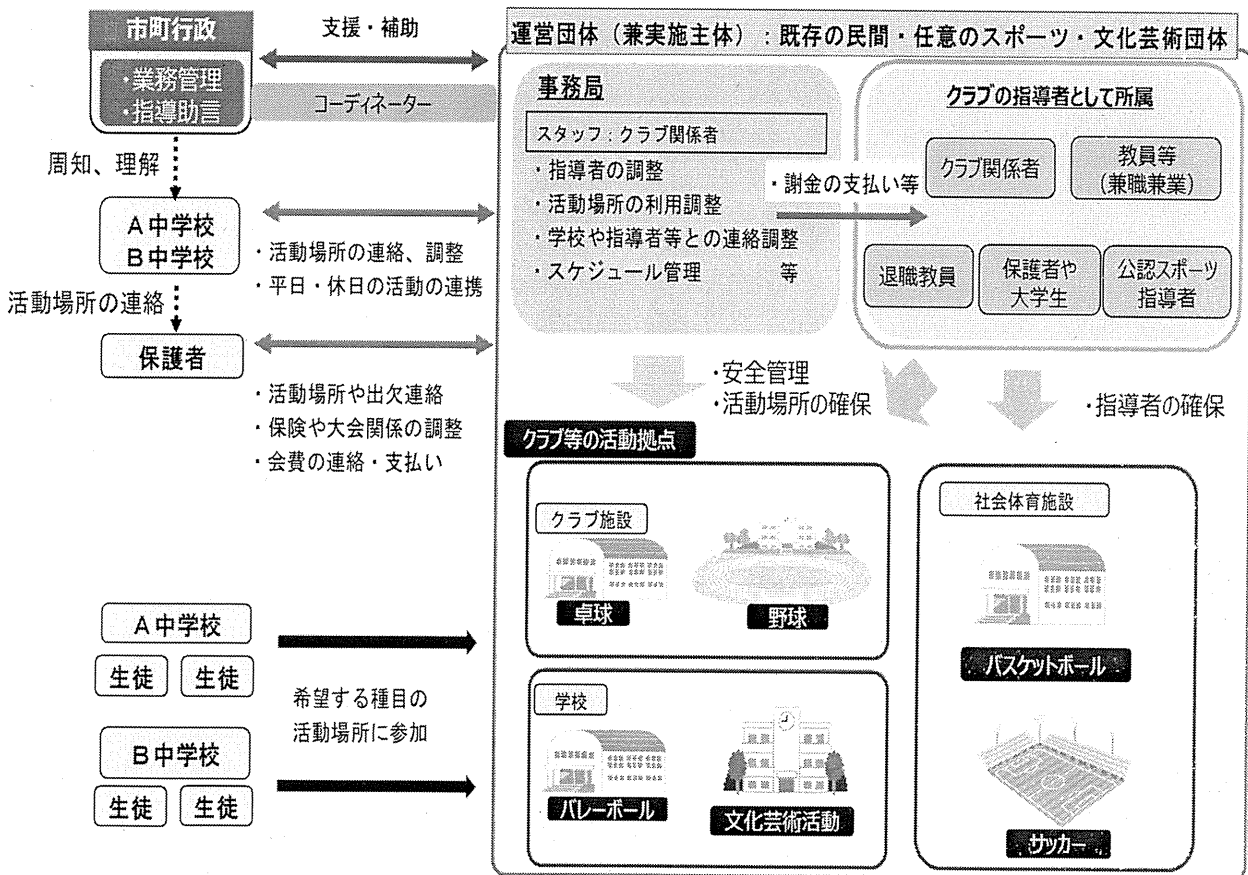 市町行政
・業務管理
・指導助言
支援・補助
コーディネーター
周知、理解
A中学校
B中学校
・活動場所の連絡、調整
・平日・休日の活動の連携
活動場所の連絡
保護者
・活動場所や出欠連絡
・保険や大会関係の調整
・会費の連絡・支払い
A中学校
生徒 生徒
希望する種目の
活動場所に参加
B中学校
生徒 生徒
運営団体（兼実施主体）：既存の民間・任意のスポーツ・文化芸術団体
事務局
スタッフ：クラブ関係者
・指導者の調整
・活動場所の利用調整
・学校や指導者等との連絡調整
・スケジュール管理 等
・謝金の支払い等
クラブの指導者として所属
クラブ関係者
教員等
（兼職兼業）
退職教員
保護者や
大学生
公認スポーツ
指導者
・安全管理
・活動場所の確保
・指導者の確保
クラブ等の活動拠点
クラブ施設
卓球
野球
学校
バレーボール
文化芸術活動
社会体育施設
バスケットボール
サッカー